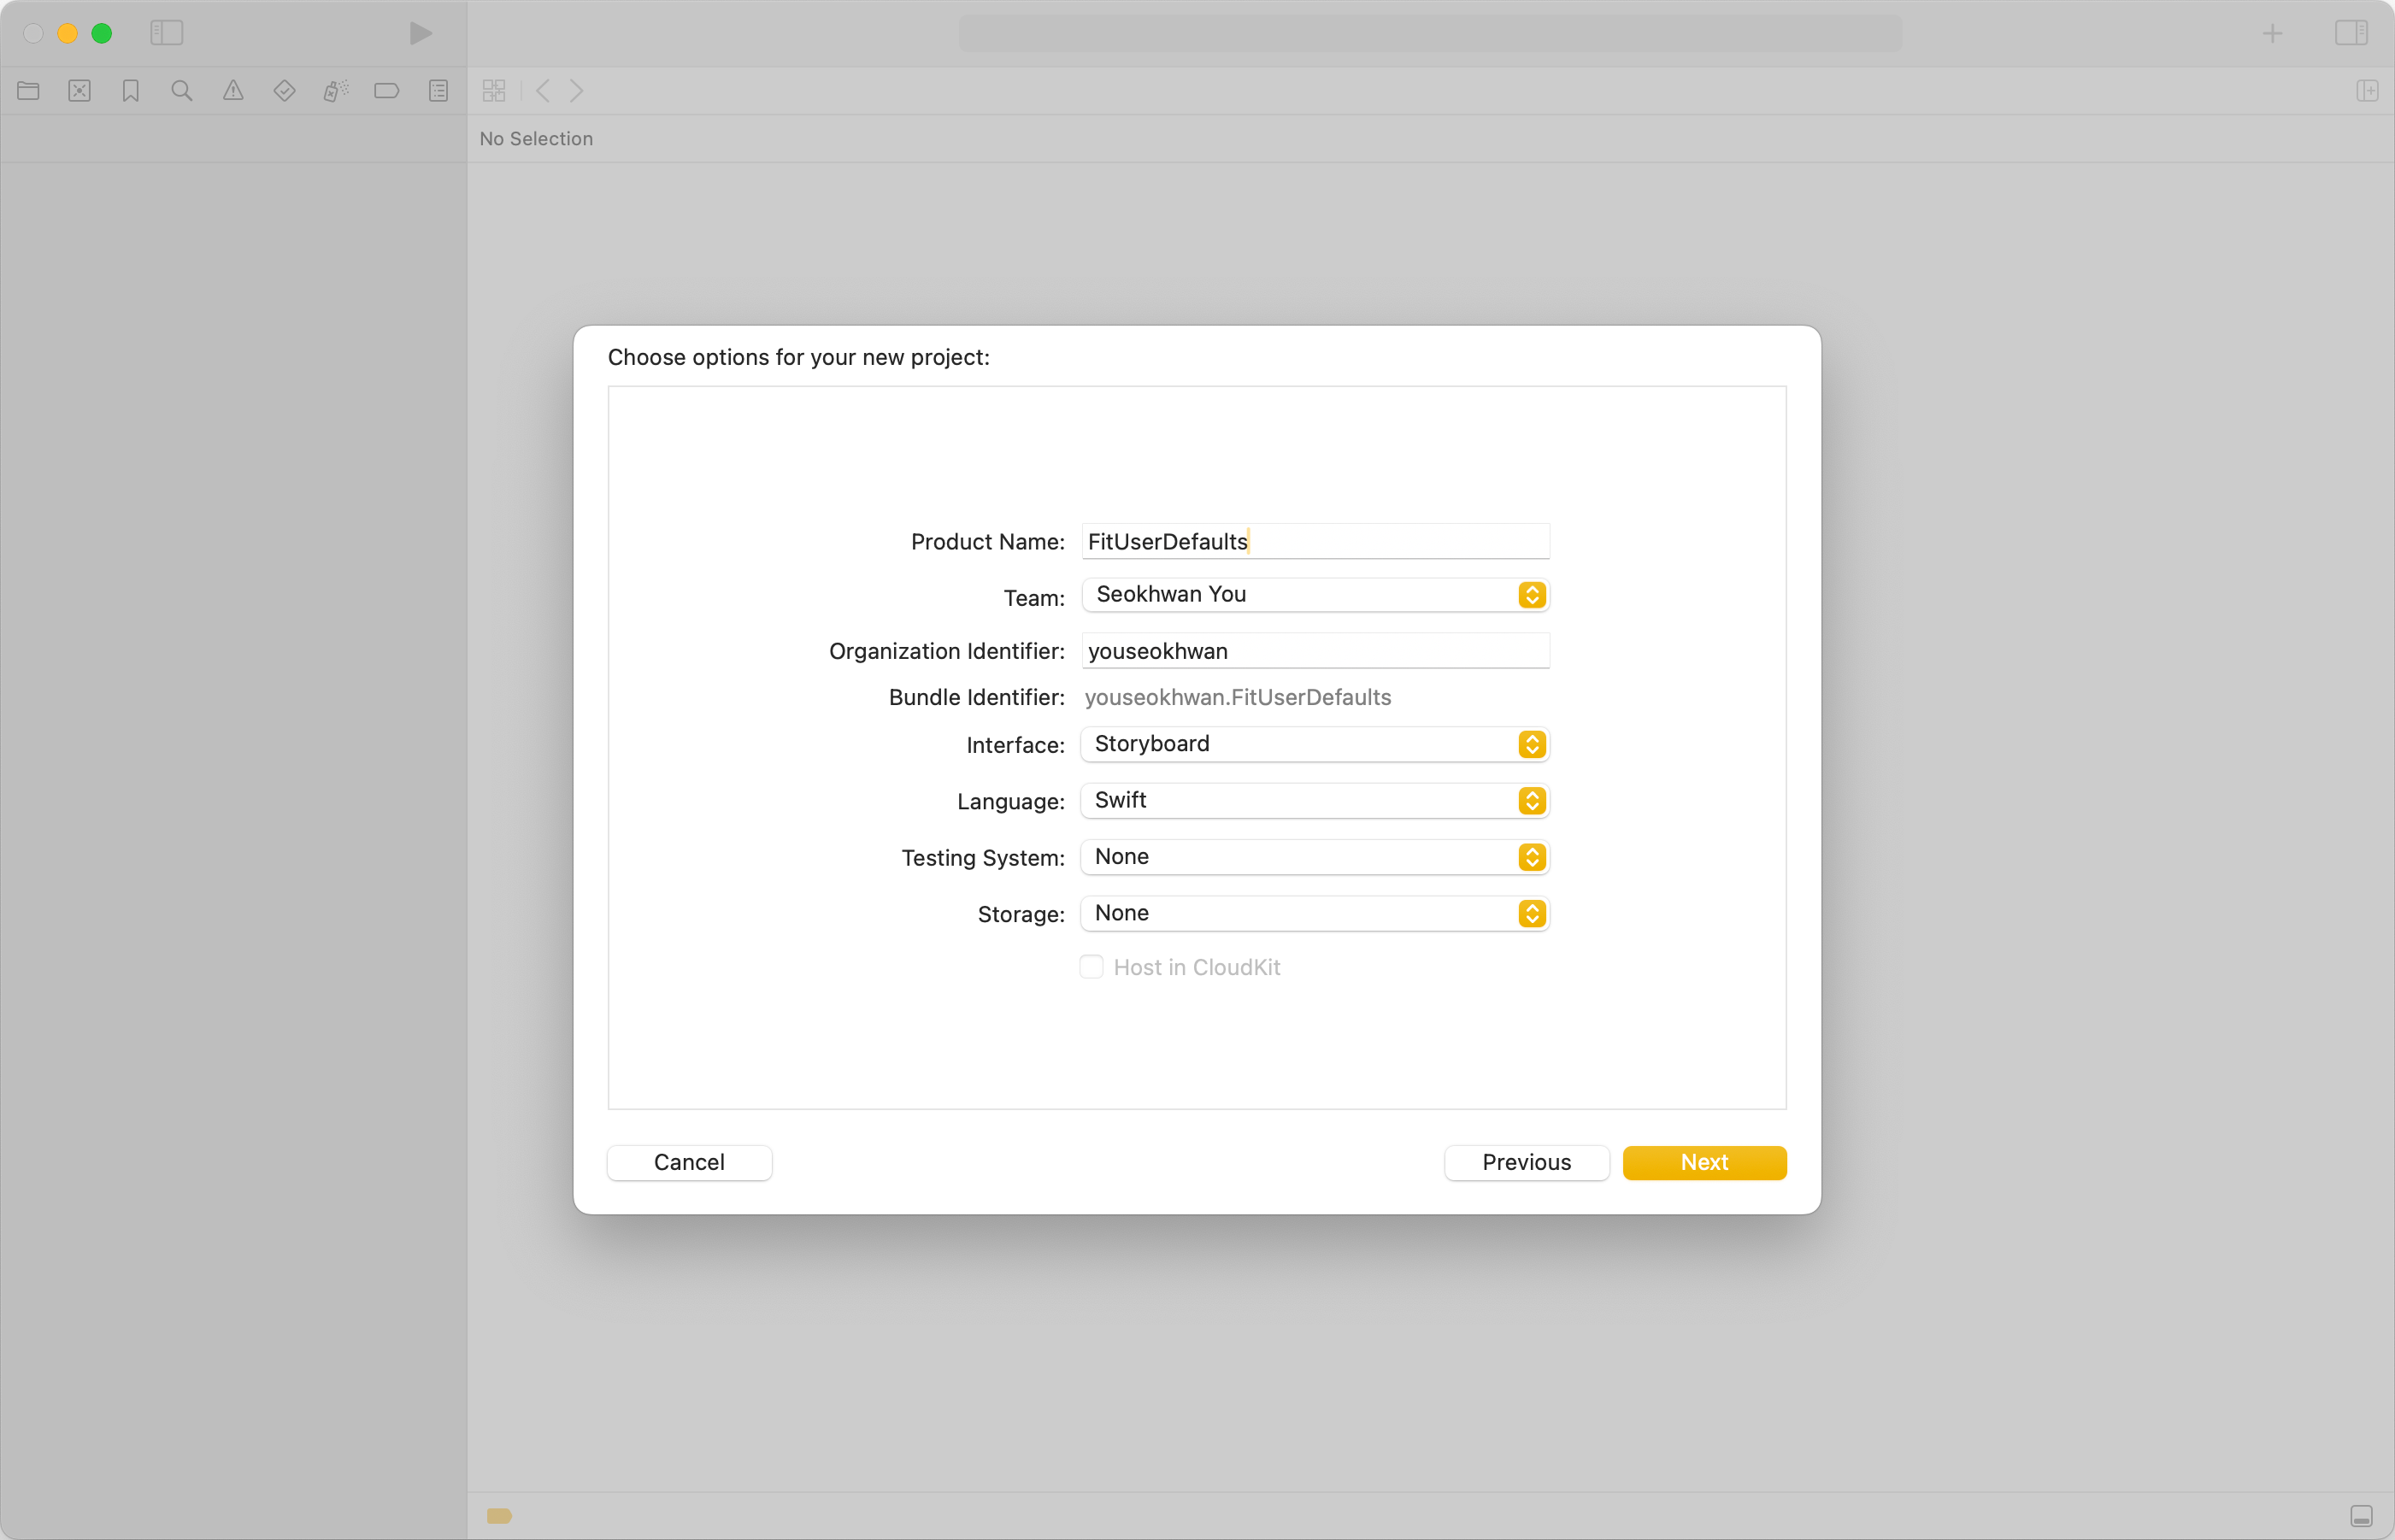 No Selection
Choose options for your new project:
Product Name: FitUserDefaults
Team: Seokhwan You
Organization Identifier: youseokhwan
Bundle Identifier: youseokhwan.FitUserDefaults
Interface: Storyboard
Language: Swift
Testing System: None
Storage: None
Host in CloudKit
Cancel Previous Next